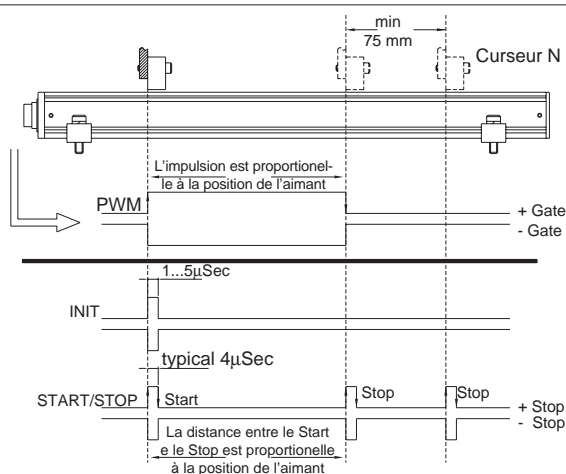 min
75 mm
Curseur N
L'impulsion est proportionel-
le à la position de l'aimant
PWM
+ Gate
- Gate
1...5µSec
INIT
typical 4µSec
START/STOP
Start
Stop
Stop
+ Stop
- Stop
La distance entre le Start
e le Stop est proportionelle
à la position de l'aimant